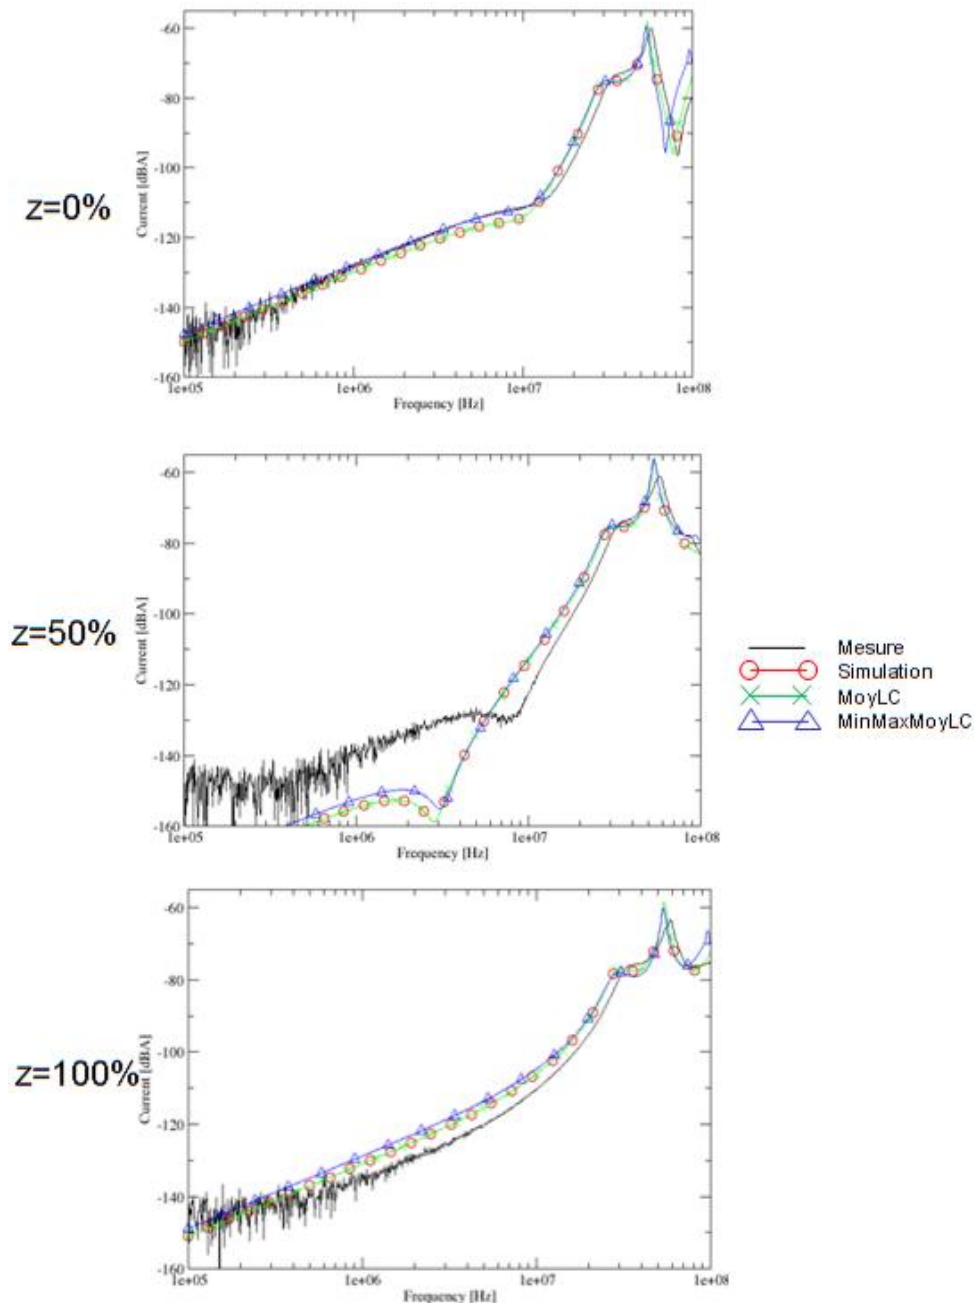 -60
-80
-100
-120
-140
-160
Current [dBA]
z=0%
1e+05
1e+06
1e+07
1e+08
Frequency [Hz]
-60
-80
-100
-120
-140
-160
Current [dBA]
z=50%
1e+05
1e+06
1e+07
1e+08
Frequency [Hz]
Mesure
Simulation
MoyLC
MinMaxMoyLC
-60
-80
-100
-120
-140
-160
Current [dBA]
z=100%
1e+05
1e+06
1e+07
1e+08
Frequency [Hz]